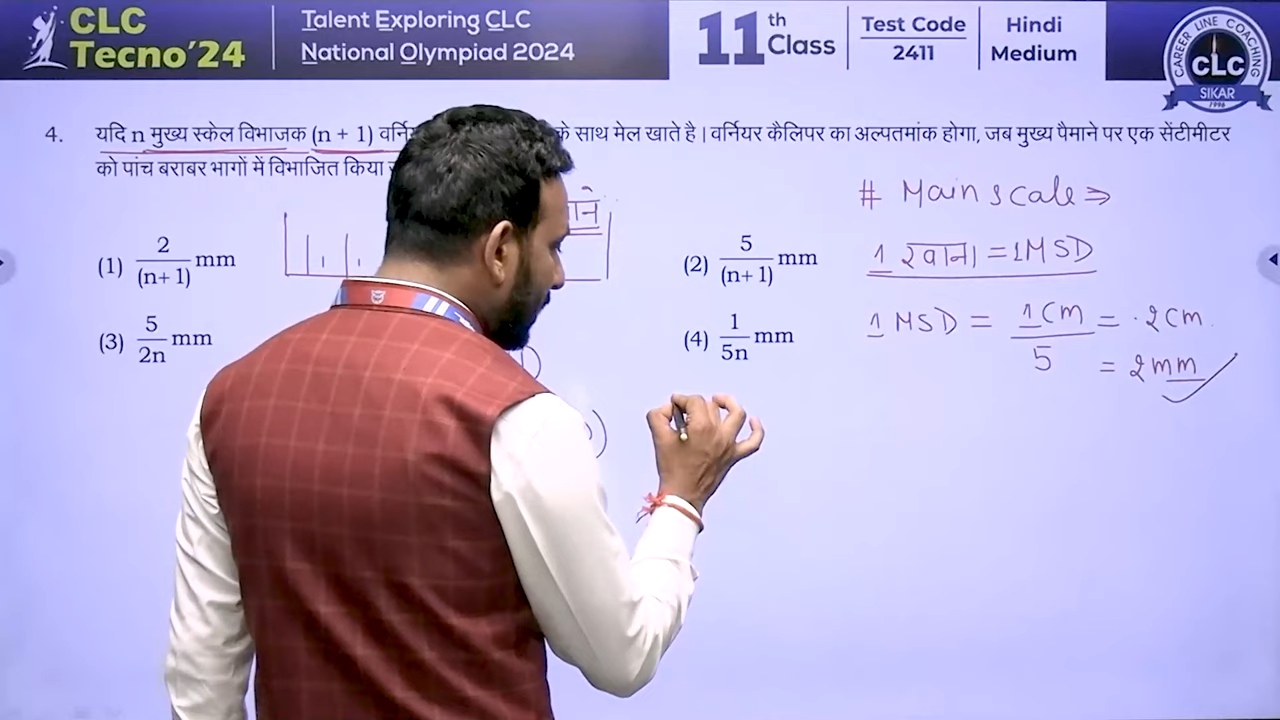 CLC
Tecno'24
Talent Exploring CLC
National Olympiad 2024
11th Class
Test Code
2411
Hindi
Medium
CAREER LINE COACHING
CLC
SIKAR
1996
4. यदि n मुख्य स्केल विभाजक (n + 1) के साथ मेल खाते है। वर्नियर कैलिपर का अल्पतमांक होगा, जब मुख्य पैमाने पर एक सेंटीमीटर
को पांच बराबर भागों में विभाजित किया
# Main scale ⇒
(1) 2/(n+1) mm
(2) 5/(n+1) mm
1 खाना = 1MSD
(3) 5/2n mm
(4) 1/5n mm
1 MSD = 1cm/5 = .2cm.
= 2mm